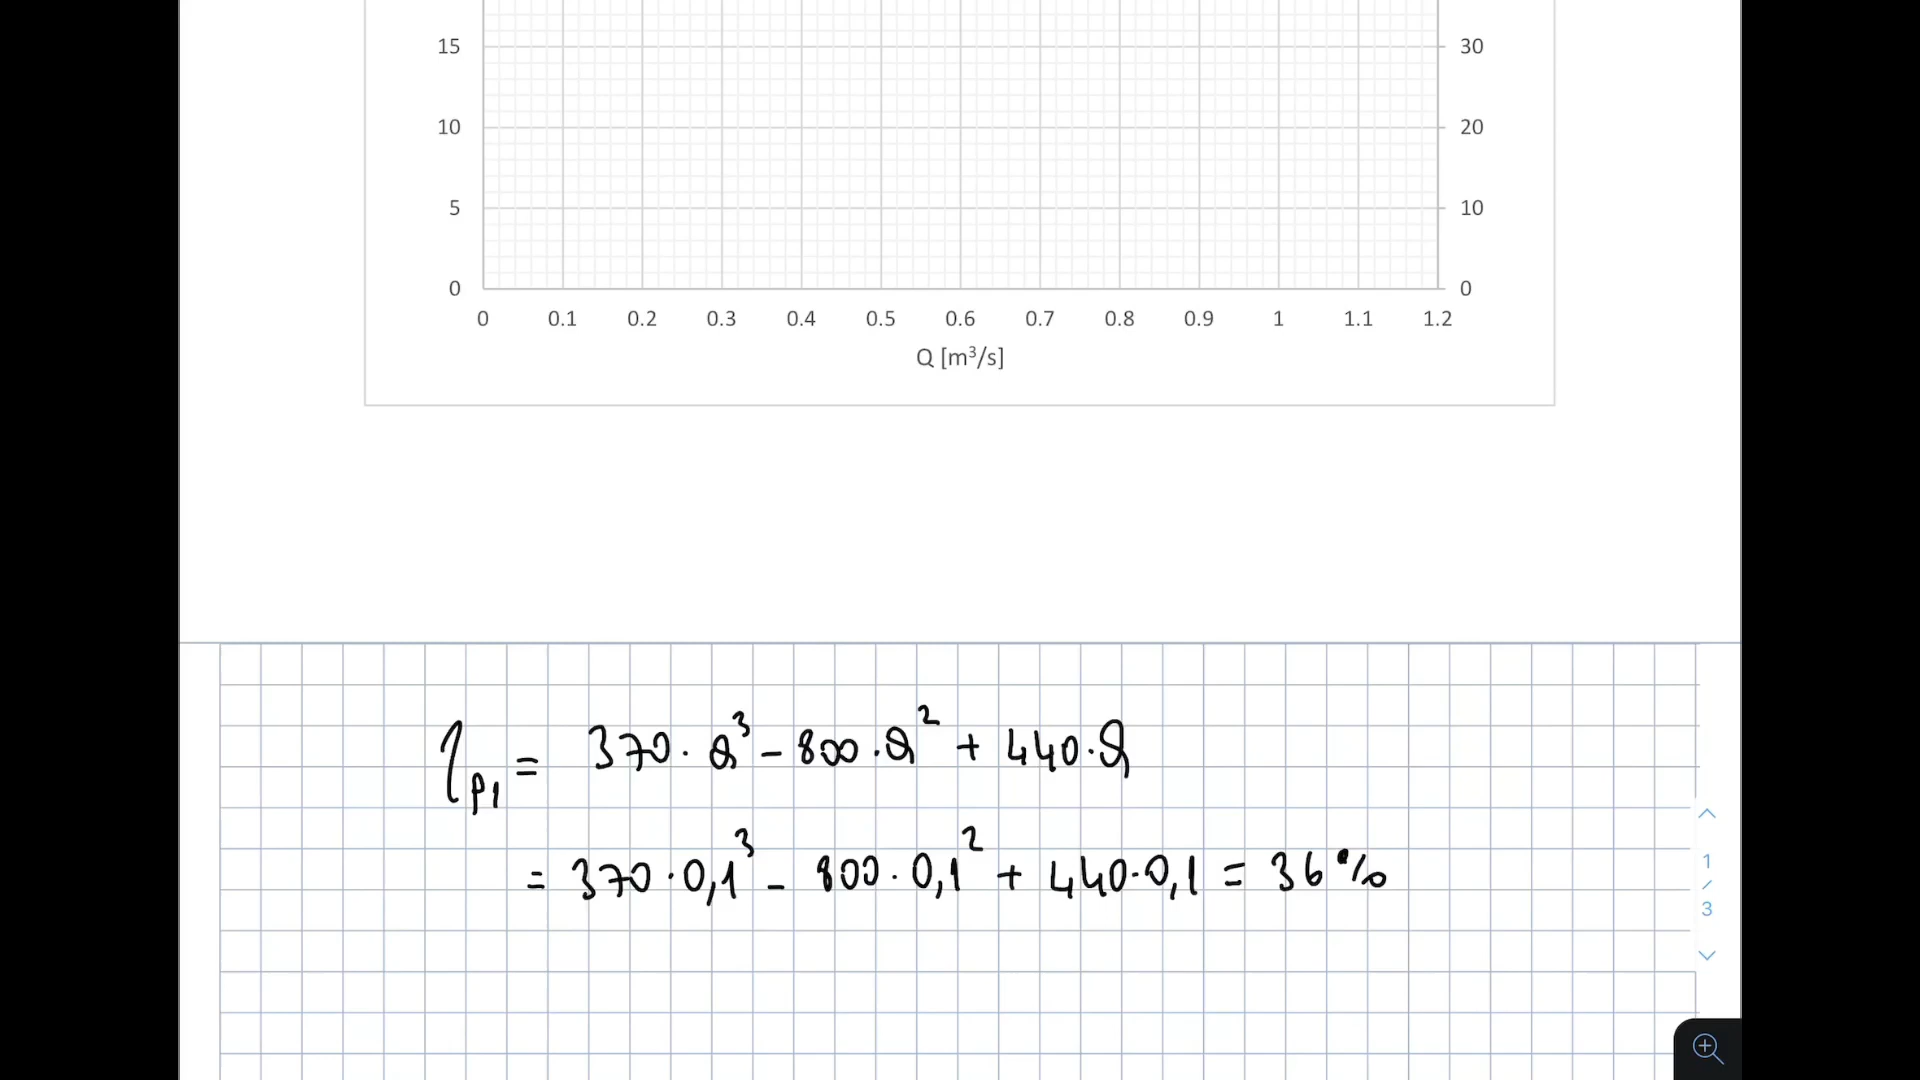 15 30
10 20
5 10
0 0
0 0.1 0.2 0.3 0.4 0.5 0.6 0.7 0.8 0.9 1 1.1 1.2
Q [m³/s]
η_p1 = 370 · Q³ - 800 · Q² + 440 · Q
= 370 · 0,1³ - 800 · 0,1² + 440 · 0,1 = 36 %
1
/
3